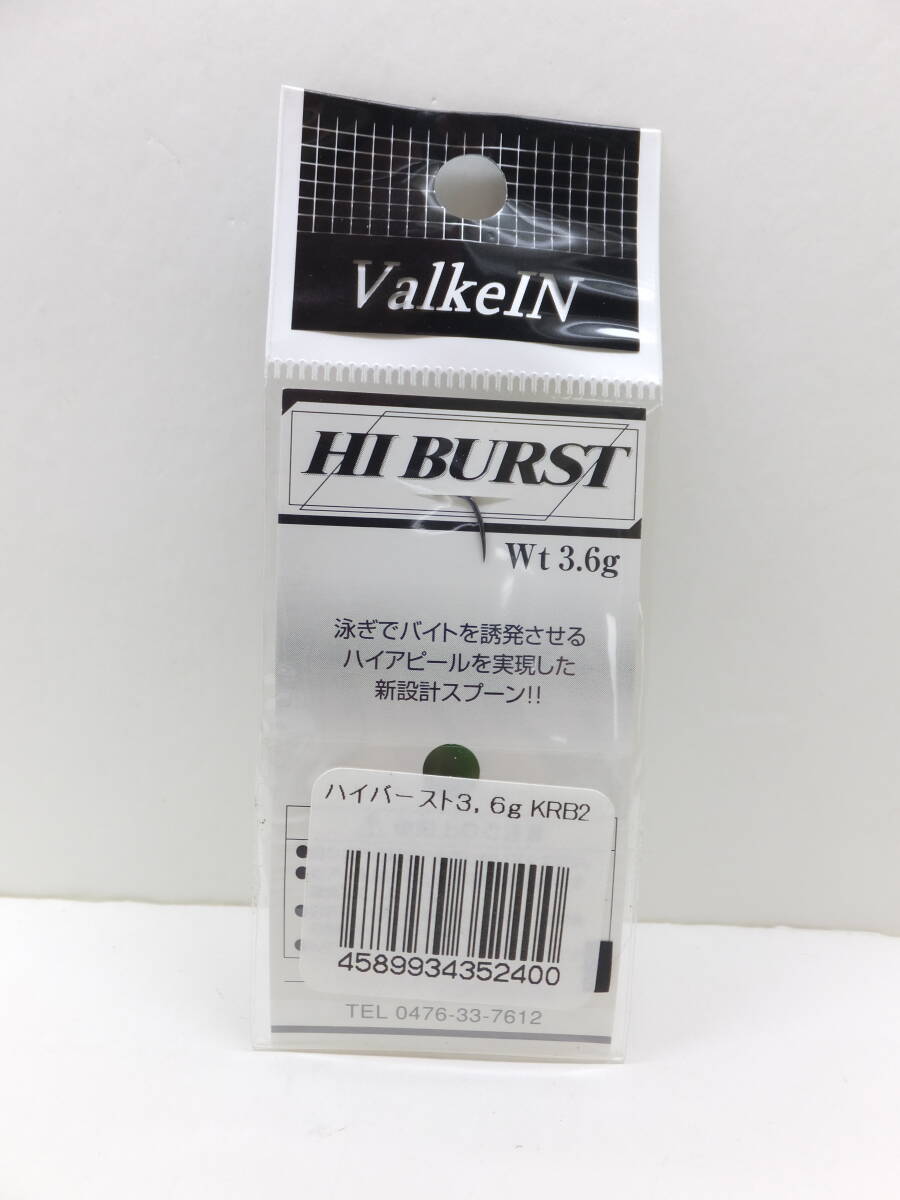 ValkeIN
HI BURST
Wt 3.6g
泳ぎでバイトを誘発させる
ハイアピールを実現した
新設計スプーン!!
ハイバースト3,6g KRB2
4589934352400
TEL 0476-33-7612